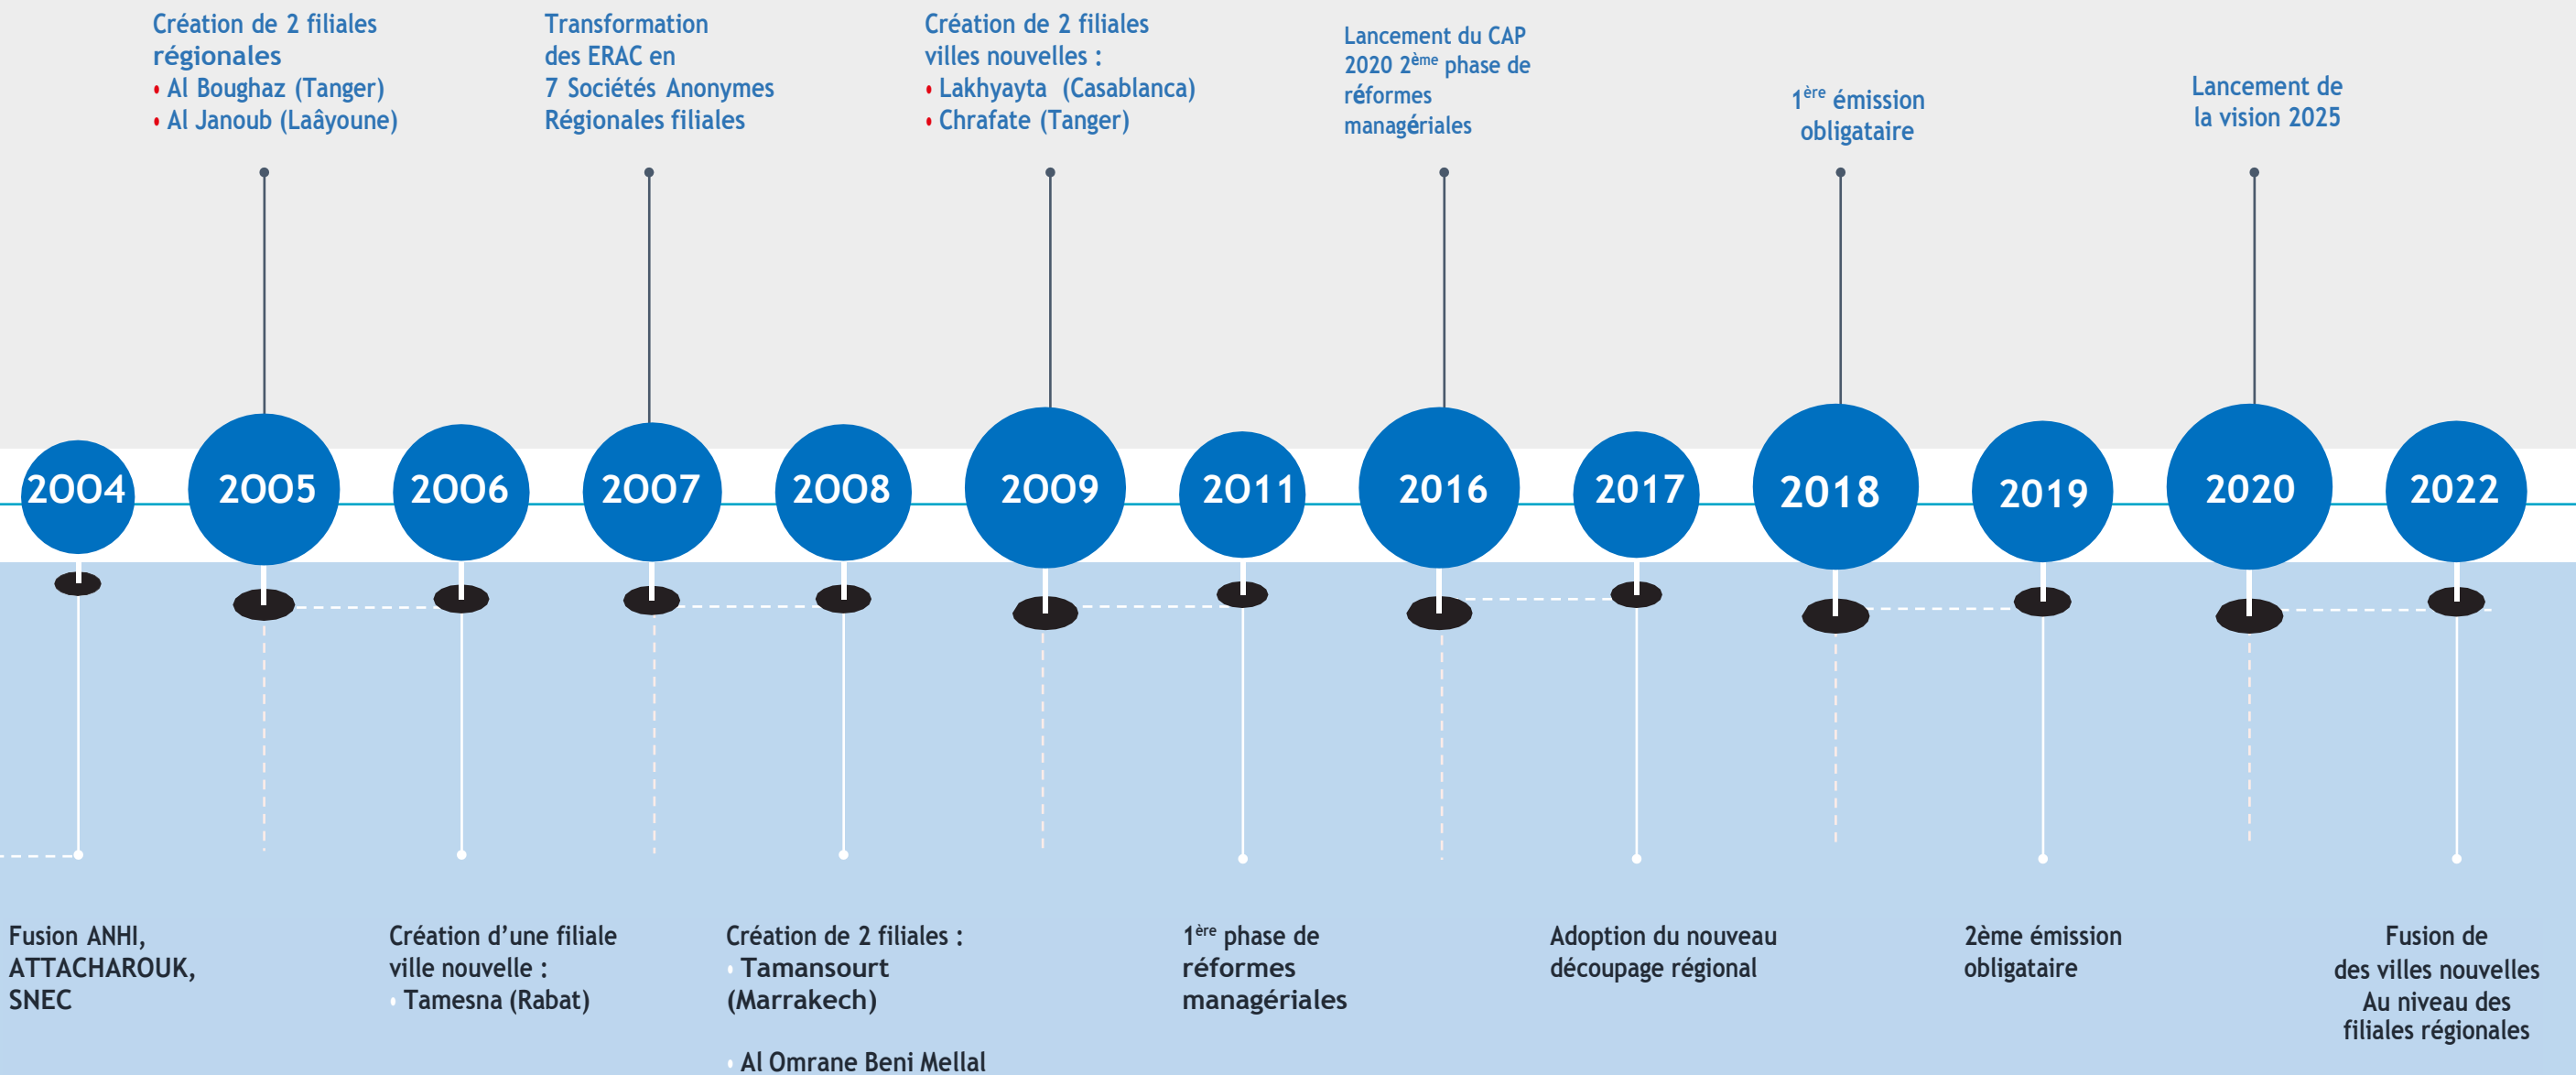 Création de 2 filiales
régionales
• Al Boughaz (Tanger)
• Al Janoub (Laâyoune)
Transformation
des ERAC en
7 Sociétés Anonymes
Régionales filiales
Création de 2 filiales
villes nouvelles :
• Lakhyayta (Casablanca)
• Chrafate (Tanger)
Lancement du CAP
2020 2ème phase de
réformes
managériales
1ère émission
obligataire
Lancement de
la vision 2025
2004
2005
2006
2007
2008
2009
2011
2016
2017
2018
2019
2020
2022
Fusion ANHI,
ATTACHAROUK,
SNEC
Création d’une filiale
ville nouvelle :
• Tamesna (Rabat)
Création de 2 filiales :
• Tamansourt
(Marrakech)
• Al Omrane Beni Mellal
1ère phase de
réformes
managériales
Adoption du nouveau
découpage régional
2ème émission
obligataire
Fusion de
des villes nouvelles
Au niveau des
filiales régionales